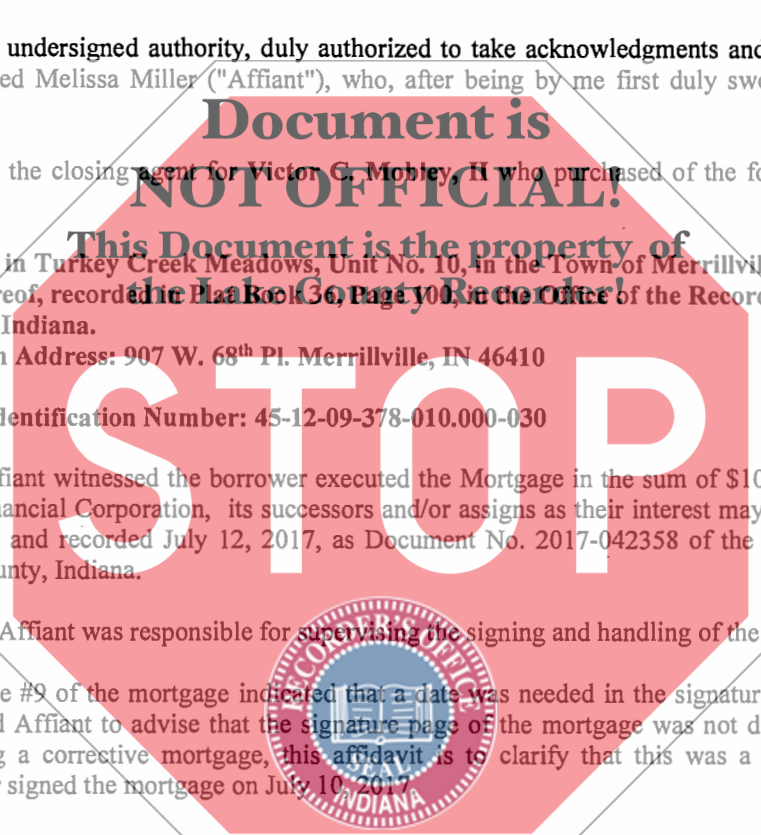 undersigned authority, duly authorized to take acknowledgments and
ed Melissa Miller ("Affiant"), who, after being by me first duly swo
Document is
the closing agent for Victor G. Mobley, II who purchased of the fo
NOT OFFICIAL!
This Document is the property of
in Turkey Creek Meadows, Unit No. 10, in the Town of Merrillvil
the Lake County Recorder!
reof, recorded in Plat Book 36, Page 100, in the Office of the Recor
Indiana.
n Address: 907 W. 68th Pl. Merrillville, IN 46410
STOP
dentification Number: 45-12-09-378-010.000-030
fiant witnessed the borrower executed the Mortgage in the sum of $10
nancial Corporation, its successors and/or assigns as their interest may
and recorded July 12, 2017, as Document No. 2017-042358 of the
unty, Indiana.
Affiant was responsible for supervising the signing and handling of the
RECORDER'S OFFICE
e #9 of the mortgage indicated that a date was needed in the signatur
d Affiant to advise that the signature page of the mortgage was not d
g a corrective mortgage, this affidavit is to clarify that this was a
SEAL
r signed the mortgage on July 10, 2017
INDIANA